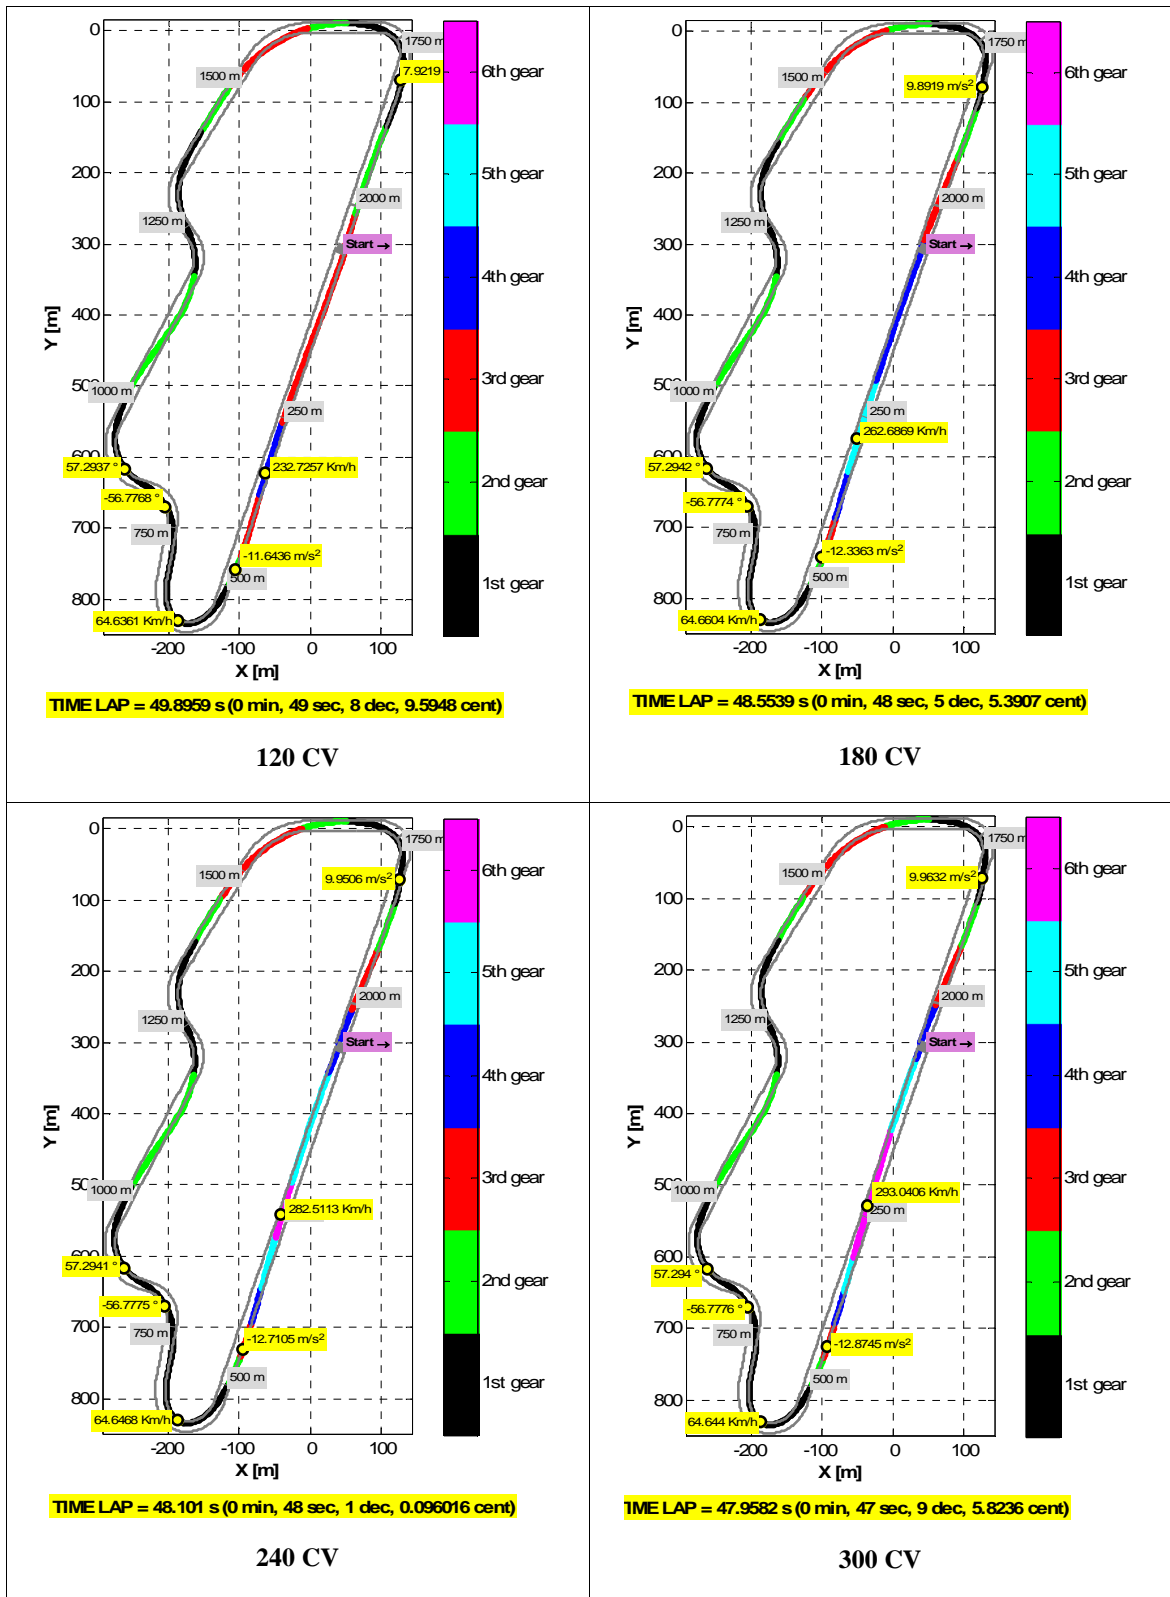 0
100
200
300
400
500
600
700
800
-200
-100
0
100
Y [m]
X [m]
1750 m
7.9219
1500 m
2000 m
1250 m
Start →
1000 m
250 m
57.2937 °
232.7257 Km/h
-56.7768 °
750 m
-11.6436 m/s²
500 m
64.6361 Km/h
6th gear
5th gear
4th gear
3rd gear
2nd gear
1st gear
TIME LAP = 49.8959 s (0 min, 49 sec, 8 dec, 9.5948 cent)
120 CV
0
100
200
300
400
500
600
700
800
-200
-100
0
100
Y [m]
X [m]
1750 m
1500 m
9.8919 m/s²
2000 m
1250 m
Start →
1000 m
250 m
262.6869 Km/h
57.2942 °
-56.7774 °
750 m
-12.3363 m/s²
500 m
64.6604 Km/h
6th gear
5th gear
4th gear
3rd gear
2nd gear
1st gear
TIME LAP = 48.5539 s (0 min, 48 sec, 5 dec, 5.3907 cent)
180 CV
0
100
200
300
400
500
600
700
800
-200
-100
0
100
Y [m]
X [m]
1750 m
1500 m
9.9506 m/s²
2000 m
1250 m
Start →
1000 m
282.5113 Km/h
57.2941 °
-56.7775 °
750 m
-12.7105 m/s²
500 m
64.6468 Km/h
6th gear
5th gear
4th gear
3rd gear
2nd gear
1st gear
TIME LAP = 48.101 s (0 min, 48 sec, 1 dec, 0.096016 cent)
240 CV
0
100
200
300
400
500
600
700
800
-200
-100
0
100
Y [m]
X [m]
1750 m
1500 m
9.9632 m/s²
2000 m
1250 m
Start →
1000 m
293.0406 Km/h
250 m
57.294 °
-56.7776 °
750 m
-12.8745 m/s²
500 m
64.644 Km/h
6th gear
5th gear
4th gear
3rd gear
2nd gear
1st gear
TIME LAP = 47.9582 s (0 min, 47 sec, 9 dec, 5.8236 cent)
300 CV